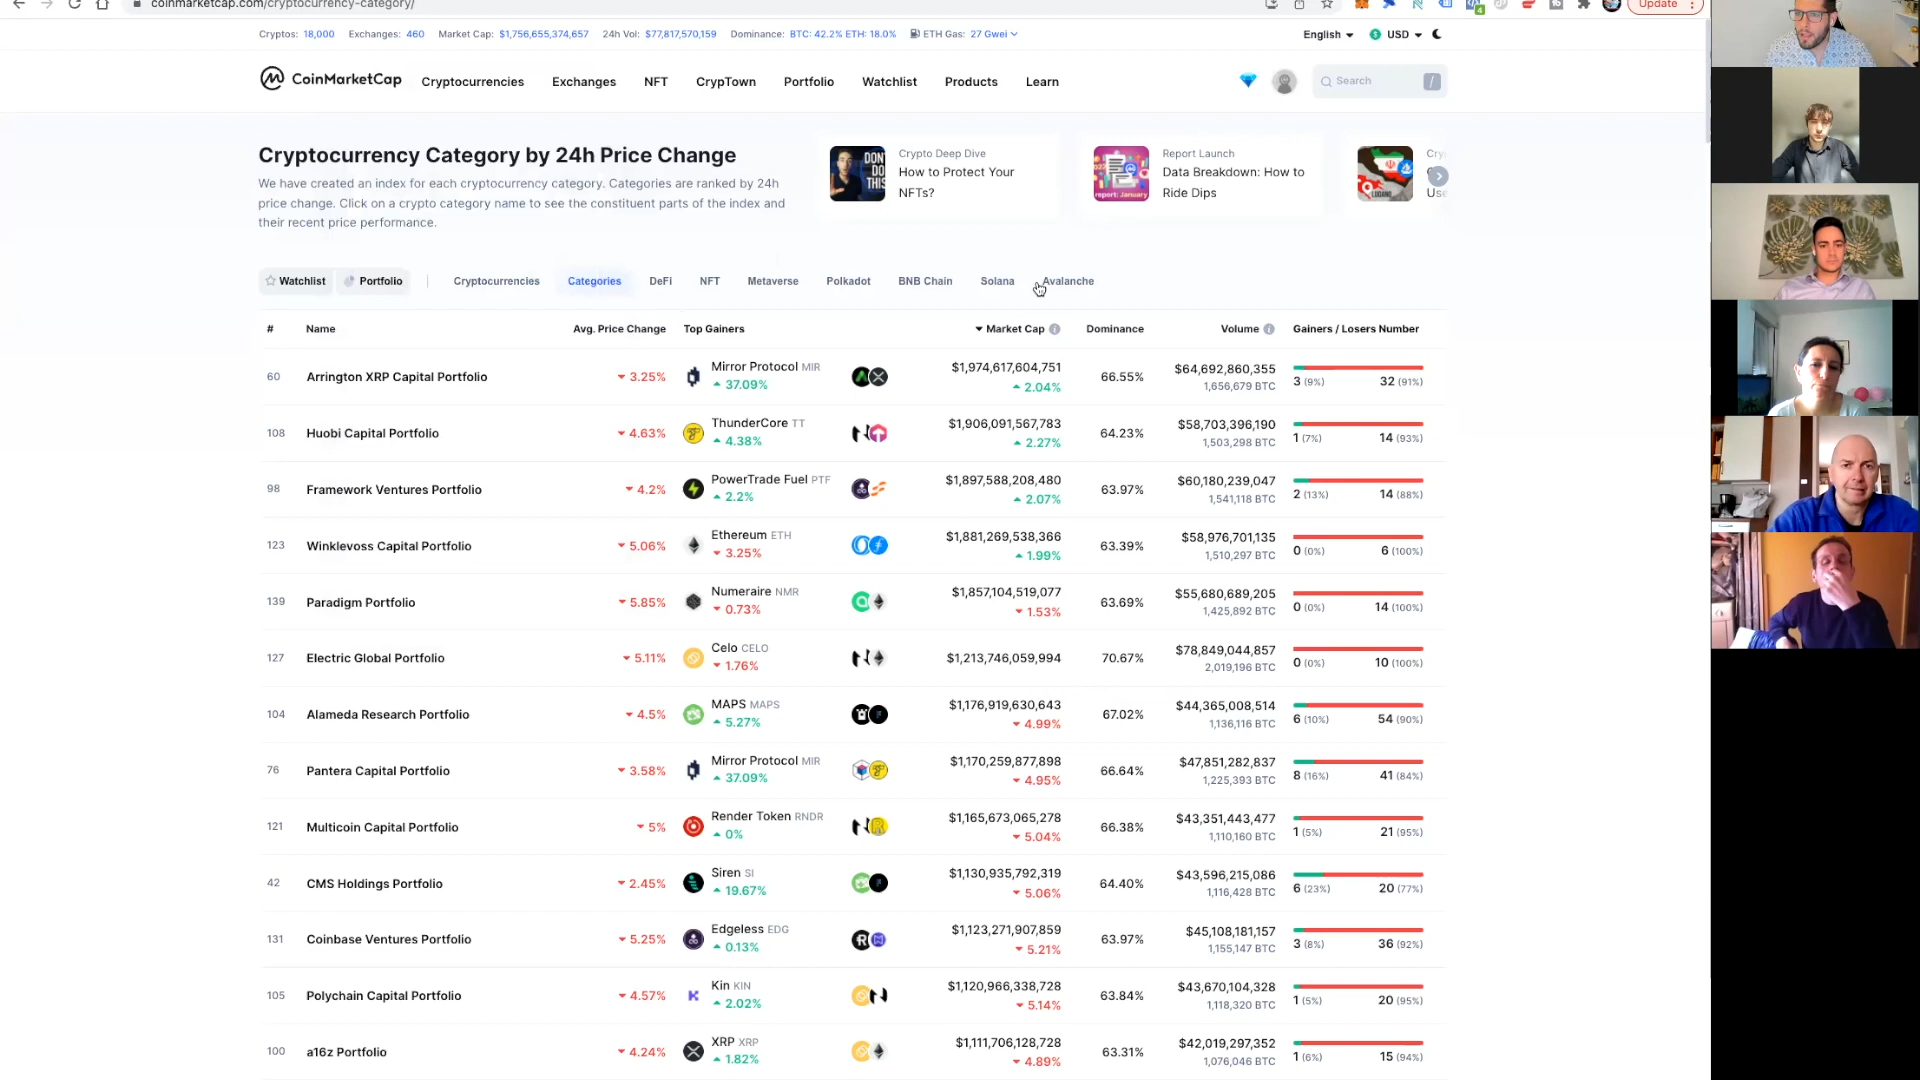 coinmarketcap.com/cryptocurrency-category/
Update
4
Cryptos: 18,000 Exchanges: 460 Market Cap: $1,756,655,374,657 24h Vol: $77,817,570,159 Dominance: BTC: 42.2% ETH: 18.0% ETH Gas: 27 Gwei
English USD
CoinMarketCap Cryptocurrencies Exchanges NFT CrypTown Portfolio Watchlist Products Learn Search /
Cryptocurrency Category by 24h Price Change
We have created an index for each cryptocurrency category. Categories are ranked by 24h
price change. Click on a crypto category name to see the constituent parts of the index and
their recent price performance.
DON'
DO
THIS
Crypto Deep Dive
How to Protect Your
NFTs?
report: January
Report Launch
Data Breakdown: How to
Ride Dips
LUGANO
Use
Watchlist Portfolio Cryptocurrencies Categories DeFi NFT Metaverse Polkadot BNB Chain Solana Avalanche
# Name Avg. Price Change Top Gainers Market Cap Dominance Volume Gainers / Losers Number
60 Arrington XRP Capital Portfolio 3.25% Mirror Protocol MIR 37.09% $1,974,617,604,751 2.04% 66.55% $64,692,860,355 1,656,679 BTC 3 (9%) 32 (91%)
108 Huobi Capital Portfolio 4.63% ThunderCore TT 4.38% $1,906,091,567,783 2.27% 64.23% $58,703,396,190 1,503,298 BTC 1 (7%) 14 (93%)
98 Framework Ventures Portfolio 4.2% PowerTrade Fuel PTF 2.2% $1,897,588,208,480 2.07% 63.97% $60,180,239,047 1,541,118 BTC 2 (13%) 14 (88%)
123 Winklevoss Capital Portfolio 5.06% Ethereum ETH 3.25% $1,881,269,538,366 1.99% 63.39% $58,976,701,135 1,510,297 BTC 0 (0%) 6 (100%)
139 Paradigm Portfolio 5.85% Numeraire NMR 0.73% $1,857,104,519,077 1.53% 63.69% $55,680,689,205 1,425,892 BTC 0 (0%) 14 (100%)
127 Electric Global Portfolio 5.11% Celo CELO 1.76% $1,213,746,059,994 70.67% $78,849,044,857 2,019,196 BTC 0 (0%) 10 (100%)
104 Alameda Research Portfolio 4.5% MAPS MAPS 5.27% $1,176,919,630,643 4.99% 67.02% $44,365,008,514 1,136,116 BTC 6 (10%) 54 (90%)
76 Pantera Capital Portfolio 3.58% Mirror Protocol MIR 37.09% $1,170,259,877,898 4.95% 66.64% $47,851,282,837 1,225,393 BTC 8 (16%) 41 (84%)
121 Multicoin Capital Portfolio 5% Render Token RNDR 0% $1,165,673,065,278 5.04% 66.38% $43,351,443,477 1,110,160 BTC 1 (5%) 21 (95%)
42 CMS Holdings Portfolio 2.45% Siren SI 19.67% $1,130,935,792,319 5.06% 64.40% $43,596,215,086 1,116,428 BTC 6 (23%) 20 (77%)
131 Coinbase Ventures Portfolio 5.25% Edgeless EDG 0.13% $1,123,271,907,859 5.21% 63.97% $45,108,181,157 1,155,147 BTC 3 (8%) 36 (92%)
105 Polychain Capital Portfolio 4.57% Kin KIN 2.02% $1,120,966,338,728 5.14% 63.84% $43,670,104,328 1,118,320 BTC 1 (5%) 20 (95%)
100 a16z Portfolio 4.24% XRP XRP 1.82% $1,111,706,128,728 4.89% 63.31% $42,019,297,352 1,076,046 BTC 1 (6%) 15 (94%)